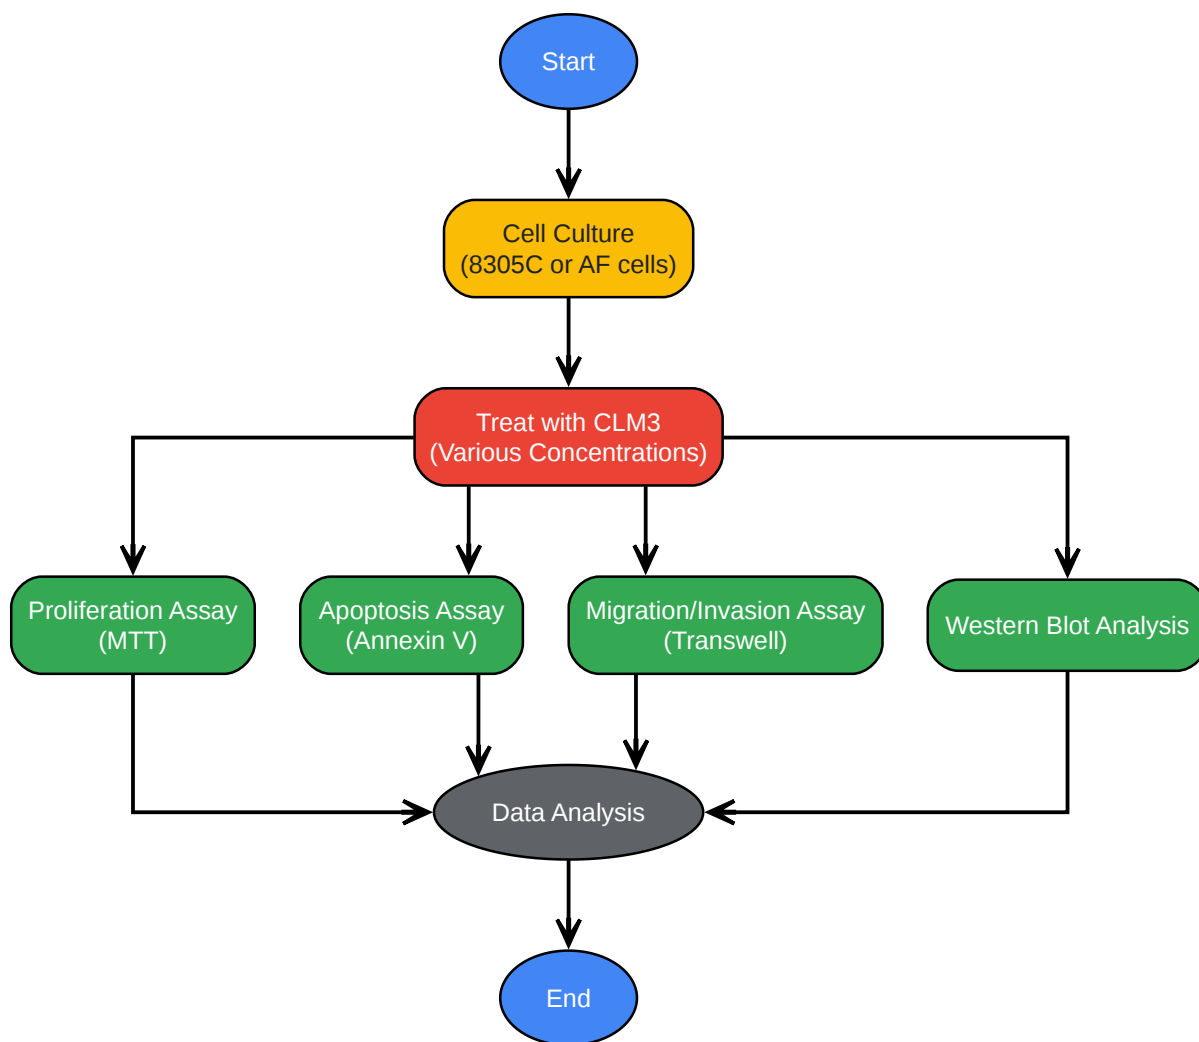 Start
Cell Culture
(8305C or AF cells)
Treat with CLM3
(Various Concentrations)
Proliferation Assay
(MTT)
Apoptosis Assay
(Annexin V)
Migration/Invasion Assay
(Transwell)
Western Blot Analysis
Data Analysis
End